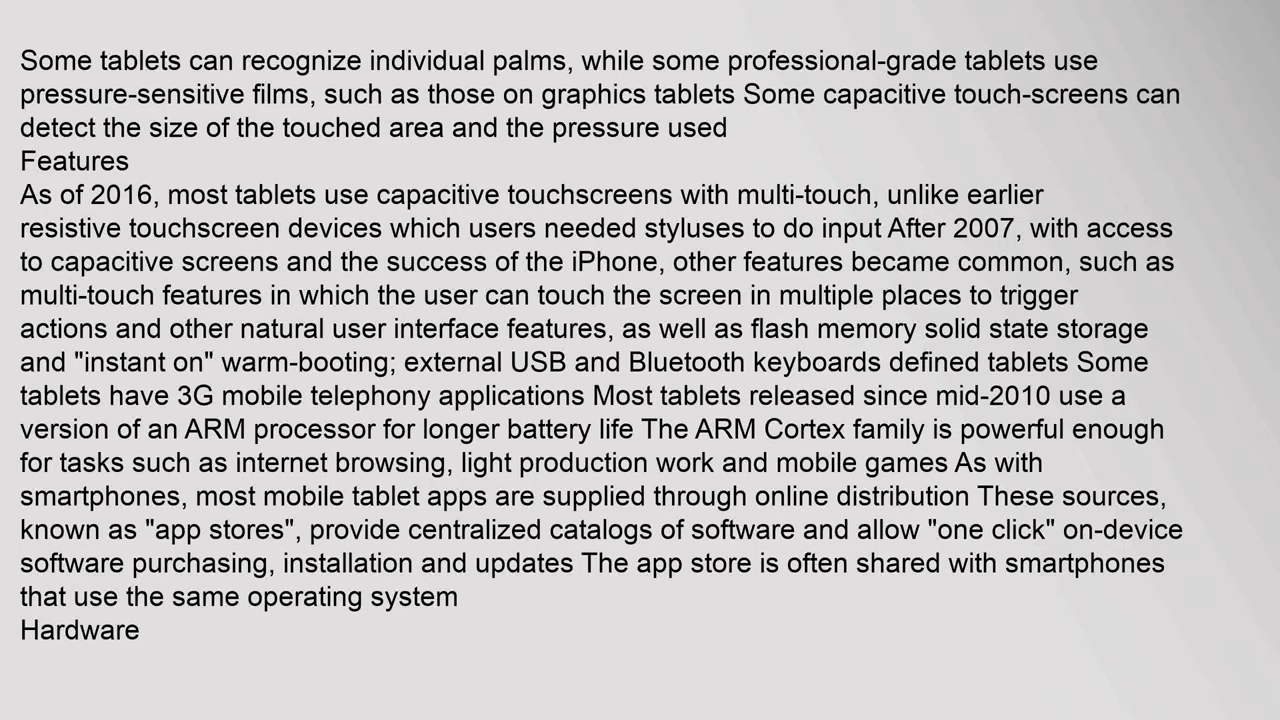 Some tablets can recognize individual palms, while some professional-grade tablets use
pressure-sensitive films, such as those on graphics tablets Some capacitive touch-screens can
detect the size of the touched area and the pressure used
Features
As of 2016, most tablets use capacitive touchscreens with multi-touch, unlike earlier
resistive touchscreen devices which users needed styluses to do input After 2007, with access
to capacitive screens and the success of the iPhone, other features became common, such as
multi-touch features in which the user can touch the screen in multiple places to trigger
actions and other natural user interface features, as well as flash memory solid state storage
and "instant on" warm-booting; external USB and Bluetooth keyboards defined tablets Some
tablets have 3G mobile telephony applications Most tablets released since mid-2010 use a
version of an ARM processor for longer battery life The ARM Cortex family is powerful enough
for tasks such as internet browsing, light production work and mobile games As with
smartphones, most mobile tablet apps are supplied through online distribution These sources,
known as "app stores", provide centralized catalogs of software and allow "one click" on-device
software purchasing, installation and updates The app store is often shared with smartphones
that use the same operating system
Hardware